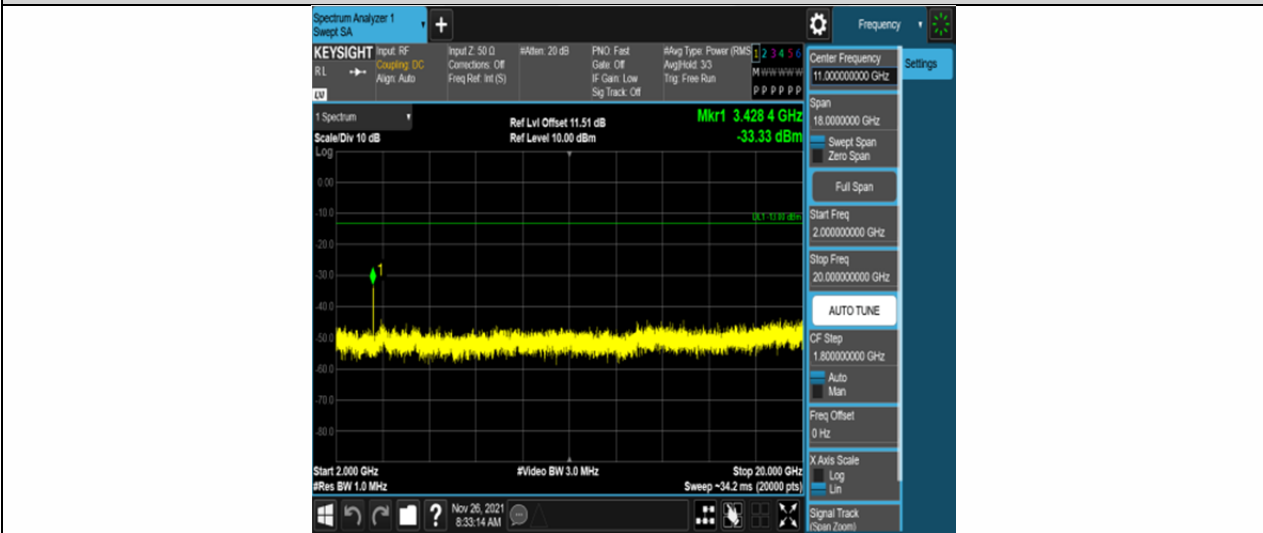 Spectrum Analyzer 1
Swept SA
+
Frequency
KEYSIGHT
RL
LXI
Input: RF
Coupling: DC
Align: Auto
Input Z: 50 Ω
Corrections: Off
Freq Ref: Int (S)
#Atten: 20 dB
PNO: Fast
Gate: Off
IF Gain: Low
Sig Track: Off
#Avg Type: Power (RMS
Avg|Hold: 3/3
Trig: Free Run
1 2 3 4 5 6
M W W W W W
P P P P P P
1 Spectrum
Scale/Div 10 dB
Log
Ref Lvl Offset 11.51 dB
Ref Level 10.00 dBm
Mkr1 3.428 4 GHz
-33.33 dBm
0.00
-10.0
DL1 -13.00 dBm
-20.0
-30.0
1
-40.0
-50.0
-60.0
-70.0
-80.0
Start 2.000 GHz
#Res BW 1.0 MHz
#Video BW 3.0 MHz
Stop 20.000 GHz
Sweep ~34.2 ms (20000 pts)
?
Nov 26, 2021
8:33:14 AM
Center Frequency
11.000000000 GHz
Settings
Span
18.0000000 GHz
Swept Span
Zero Span
Full Span
Start Freq
2.000000000 GHz
Stop Freq
20.000000000 GHz
AUTO TUNE
CF Step
1.800000000 GHz
Auto
Man
Freq Offset
0 Hz
X Axis Scale
Log
Lin
Signal Track
(Span Zoom)